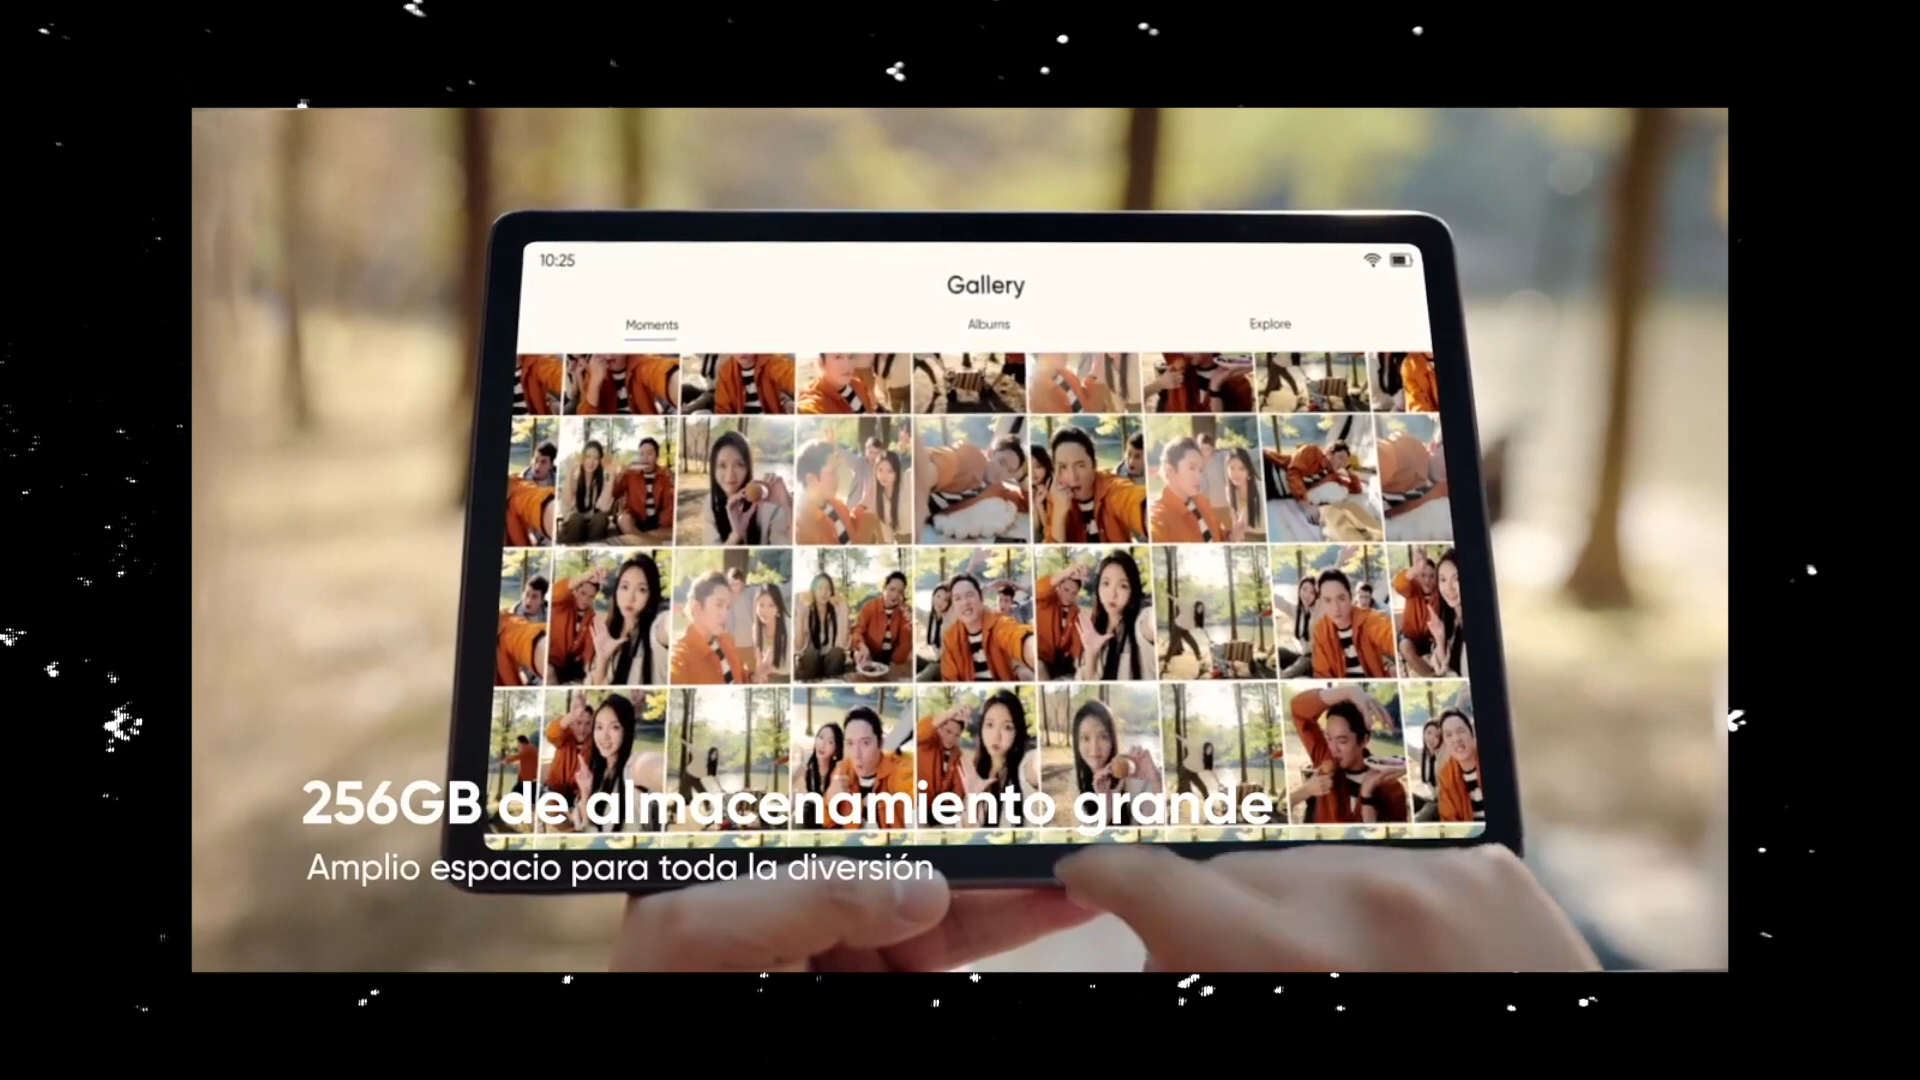 10:25
Gallery
Moments
Albums
Explore
256GB de almacenamiento grande
Amplio espacio para toda la diversión